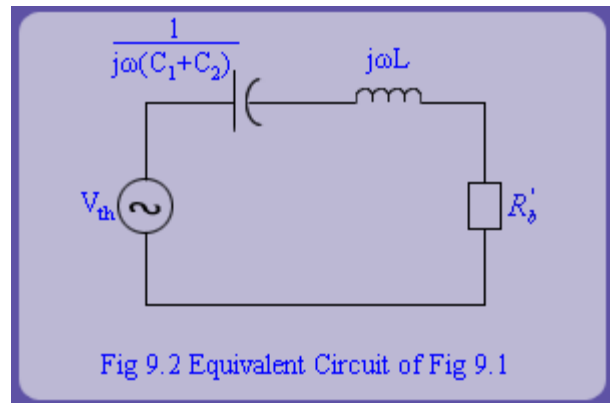 1
jω(C₁+C₂)
jωL
Vth
R'b
Fig 9.2 Equivalent Circuit of Fig 9.1